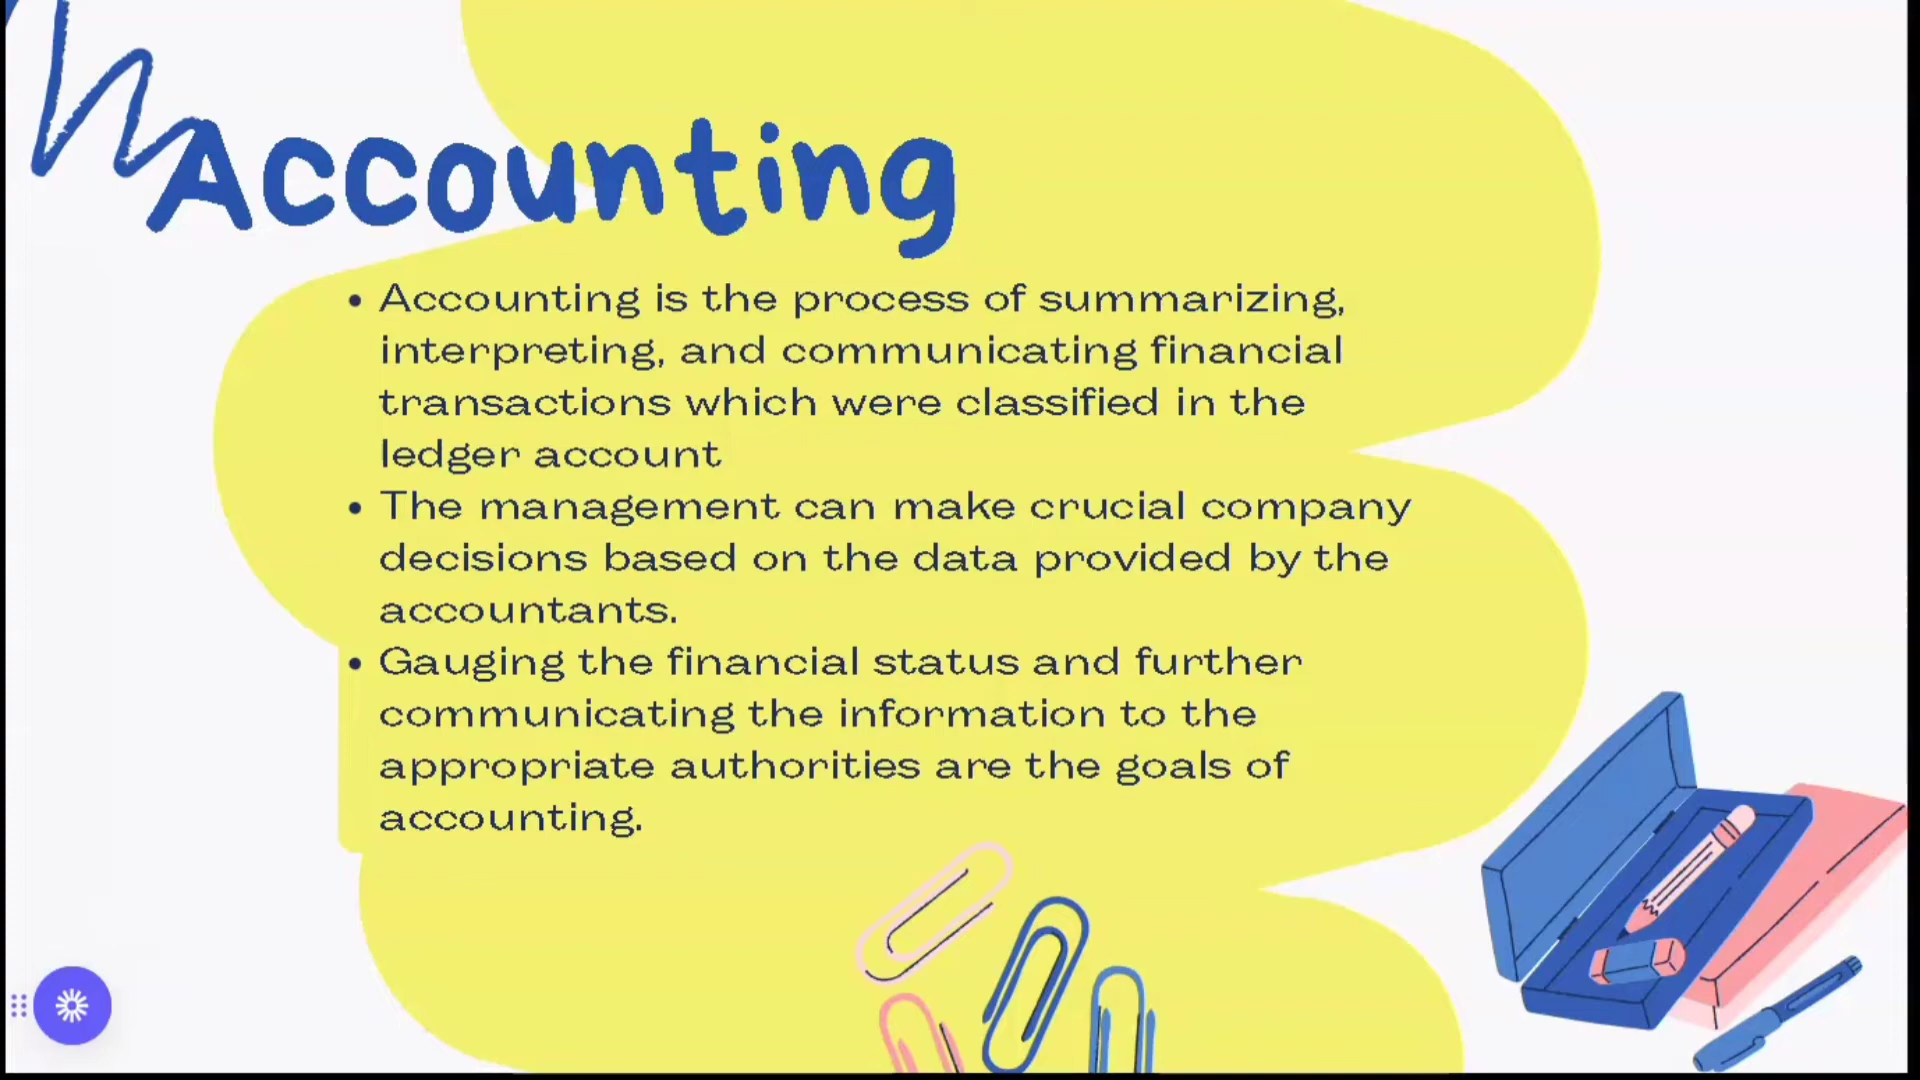 Accounting
• Accounting is the process of summarizing,
interpreting, and communicating financial
transactions which were classified in the
ledger account
• The management can make crucial company
decisions based on the data provided by the
accountants.
• Gauging the financial status and further
communicating the information to the
appropriate authorities are the goals of
accounting.